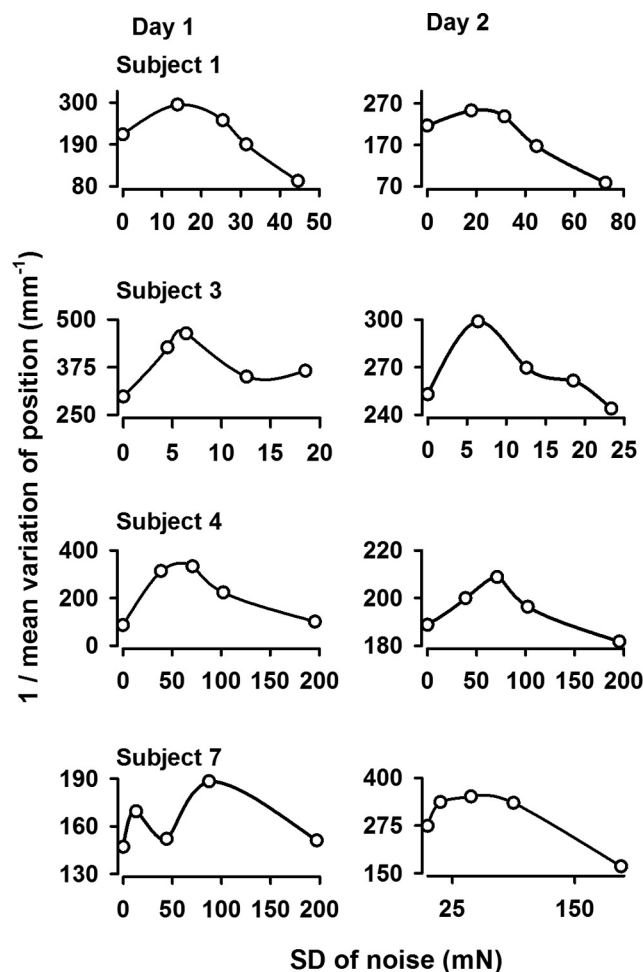 Day 1
Day 2
Subject 1
300
190
80
0 10 20 30 40 50
270
170
70
0 20 40 60 80
Subject 3
500
375
250
0 5 10 15 20
300
270
240
0 5 10 15 20 25
Subject 4
400
200
0
0 50 100 150 200
220
200
180
0 50 100 150 200
Subject 7
190
160
130
0 50 100 150 200
400
275
150
25 150
1 / mean variation of position (mm⁻¹)
SD of noise (mN)